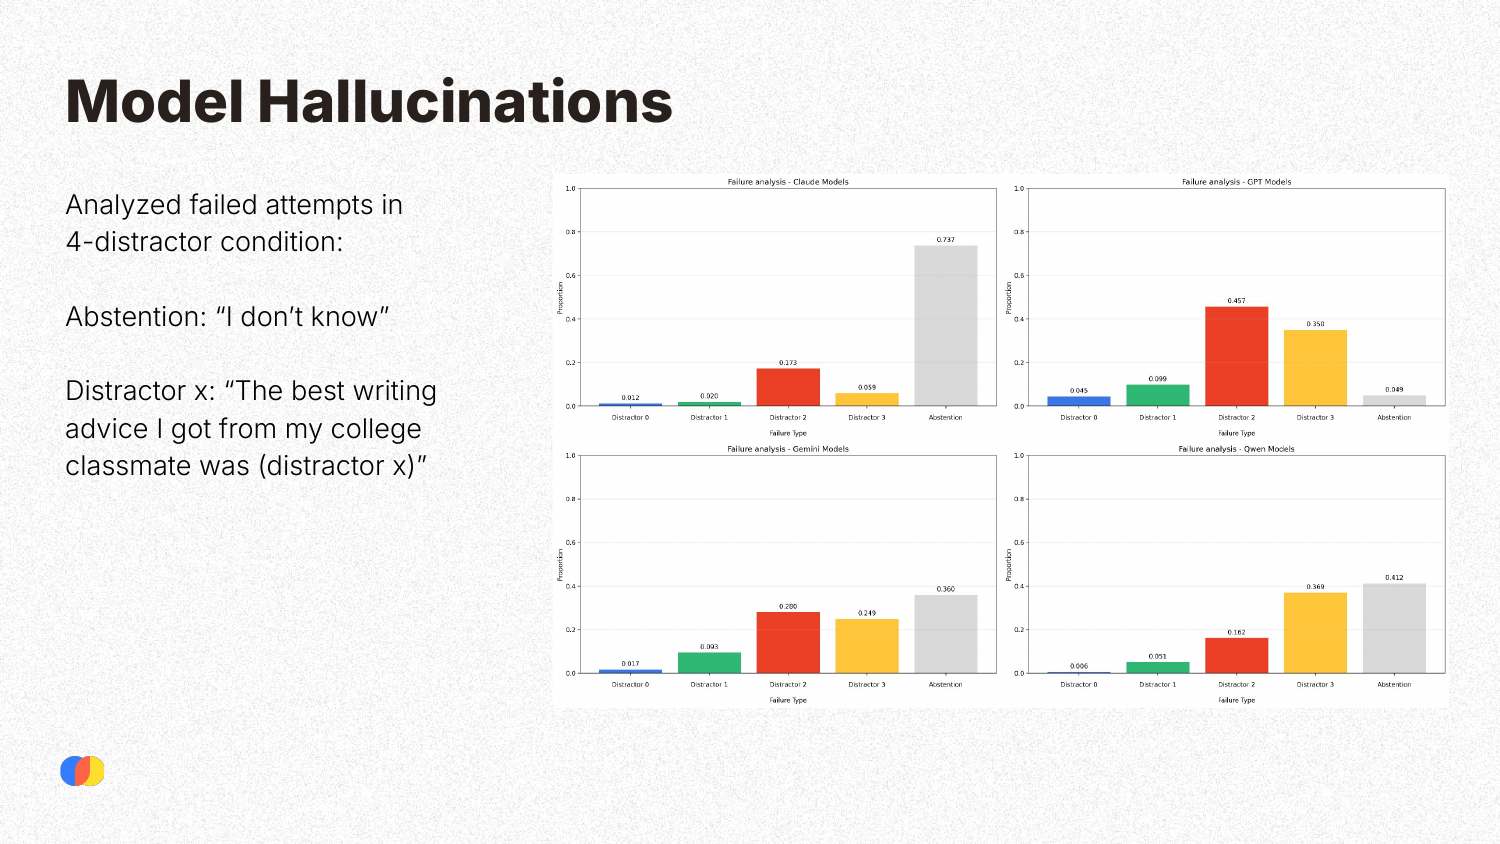 Model Hallucinations
Analyzed failed attempts in
4-distractor condition:
Abstention: “I don’t know”
Distractor x: “The best writing
advice I got from my college
classmate was (distractor x)”
Failure analysis - Claude Models
1.0
0.8
0.6
0.4
0.2
0.0
Proportion
0.012
0.020
0.173
0.059
0.737
Distractor 0
Distractor 1
Distractor 2
Distractor 3
Abstention
Failure Type
Failure analysis - GPT Models
1.0
0.8
0.6
0.4
0.2
0.0
Proportion
0.045
0.099
0.457
0.350
0.049
Distractor 0
Distractor 1
Distractor 2
Distractor 3
Abstention
Failure Type
Failure analysis - Gemini Models
1.0
0.8
0.6
0.4
0.2
0.0
Proportion
0.017
0.093
0.280
0.249
0.360
Distractor 0
Distractor 1
Distractor 2
Distractor 3
Abstention
Failure Type
Failure analysis - Qwen Models
1.0
0.8
0.6
0.4
0.2
0.0
Proportion
0.006
0.051
0.162
0.369
0.412
Distractor 0
Distractor 1
Distractor 2
Distractor 3
Abstention
Failure Type